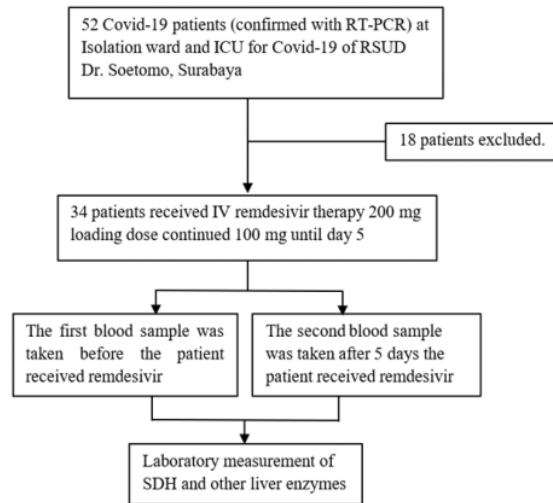 52 Covid-19 patients (confirmed with RT-PCR) at
Isolation ward and ICU for Covid-19 of RSUD
Dr. Soetomo, Surabaya
18 patients excluded.
34 patients received IV remdesivir therapy 200 mg
loading dose continued 100 mg until day 5
The first blood sample was
taken before the patient
received remdesivir
The second blood sample
was taken after 5 days the
patient received remdesivir
Laboratory measurement of
SDH and other liver enzymes